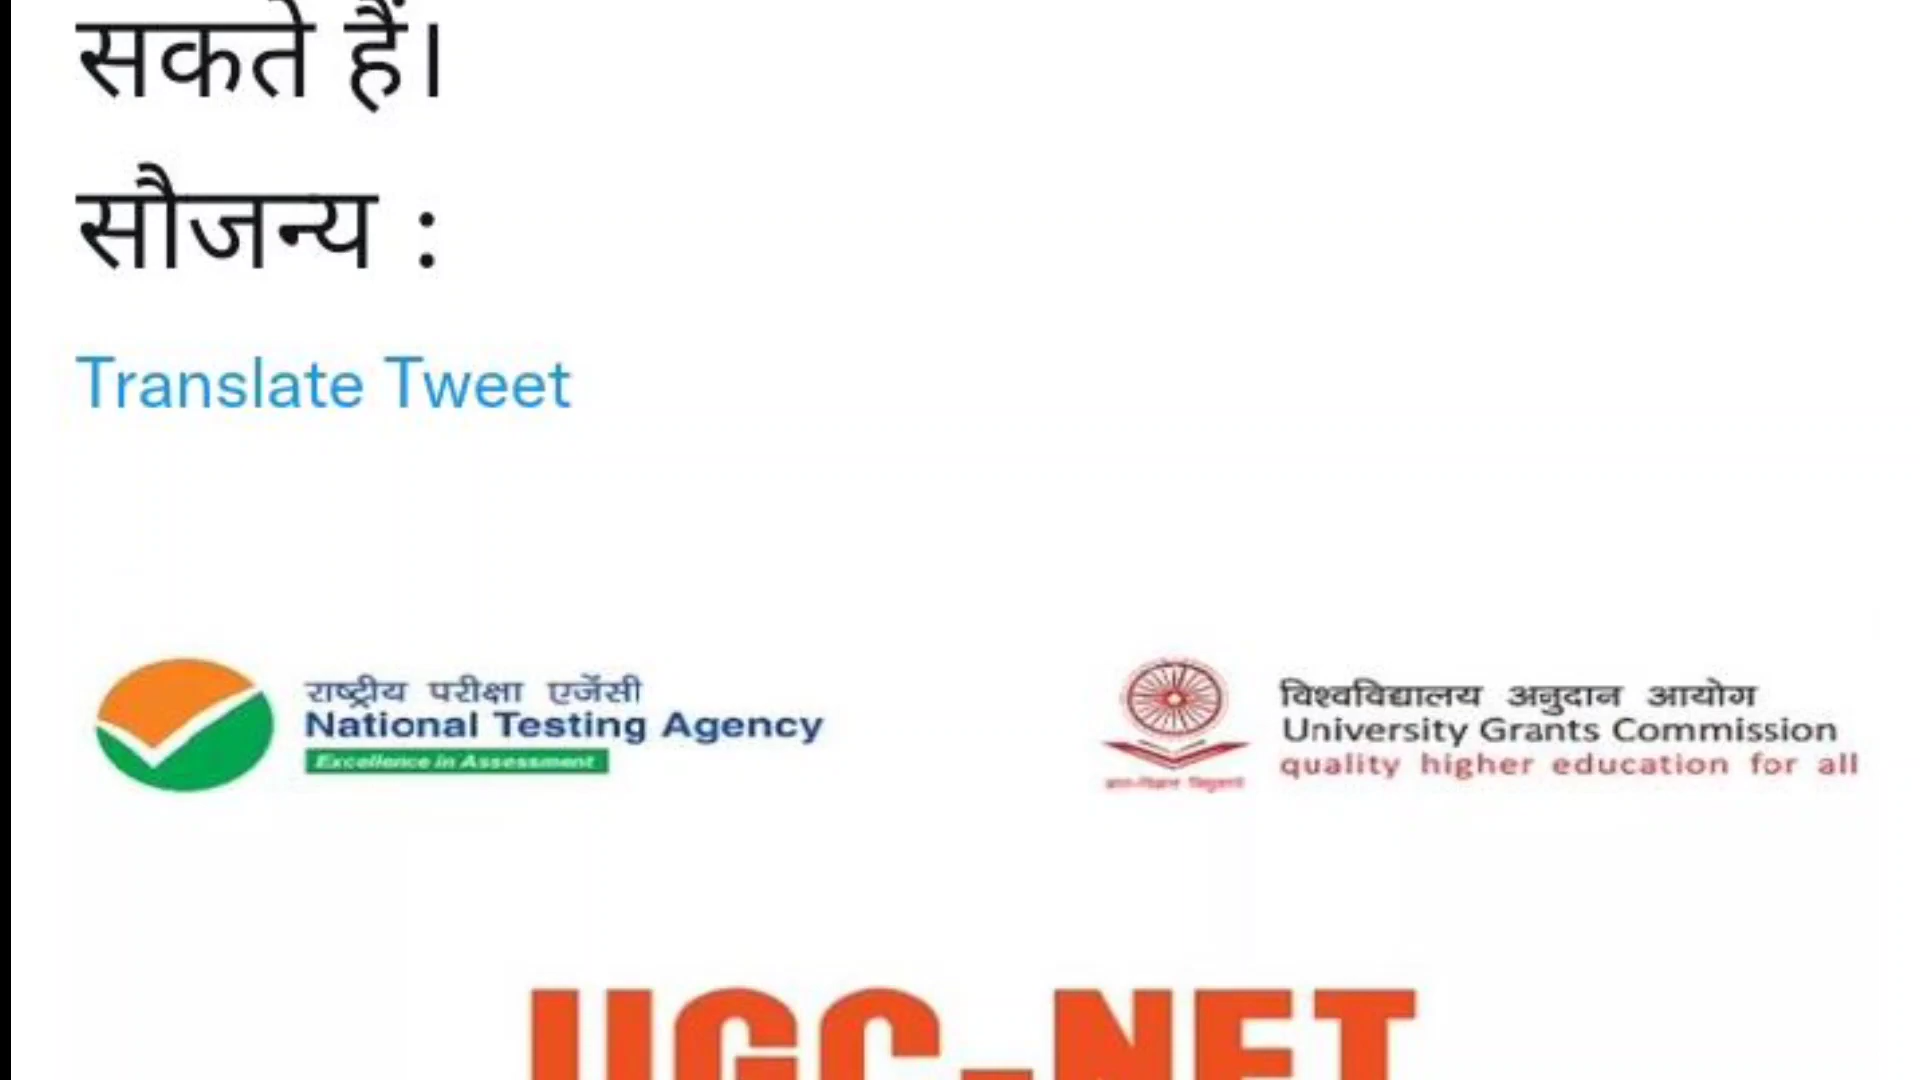 सकते हैं।
सौजन्य :
Translate Tweet
राष्ट्रीय परीक्षा एजेंसी
National Testing Agency
Excellence in Assessment
विश्वविद्यालय अनुदान आयोग
University Grants Commission
quality higher education for all
UGC-NET